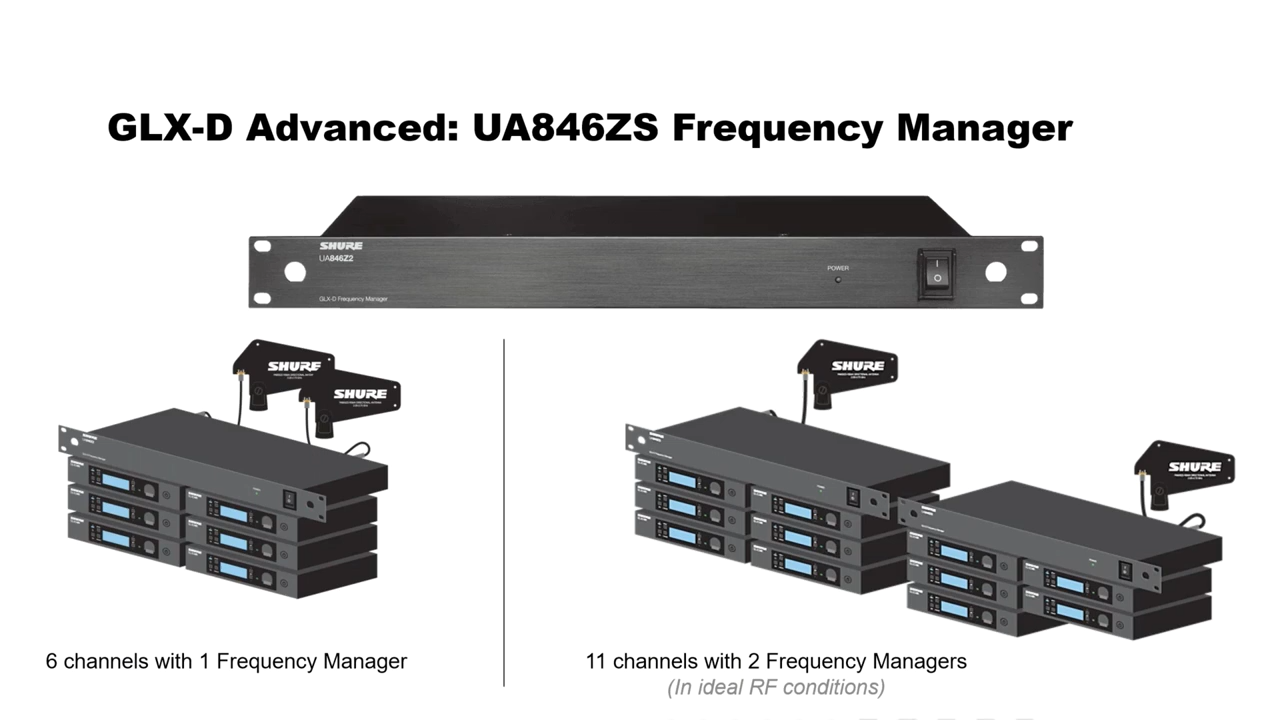 GLX-D Advanced: UA846ZS Frequency Manager
SHURE
UA846Z2
POWER
GLX-D Frequency Manager
SHURE
SHURE
SHURE
SHURE
6 channels with 1 Frequency Manager
11 channels with 2 Frequency Managers
(In ideal RF conditions)